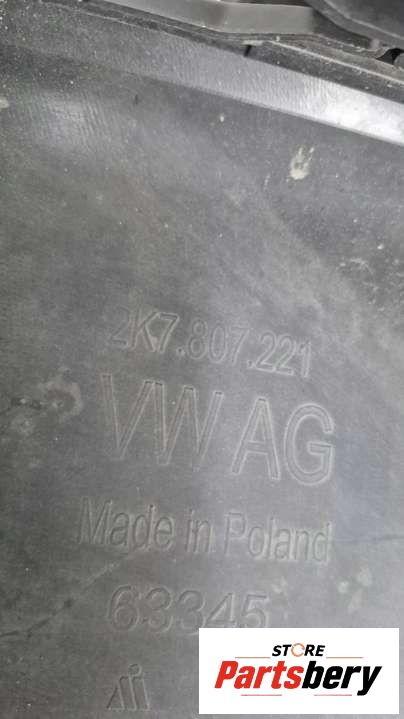 2K7.807.221
VW AG
Made in Poland
63345
STORE
Partsbery